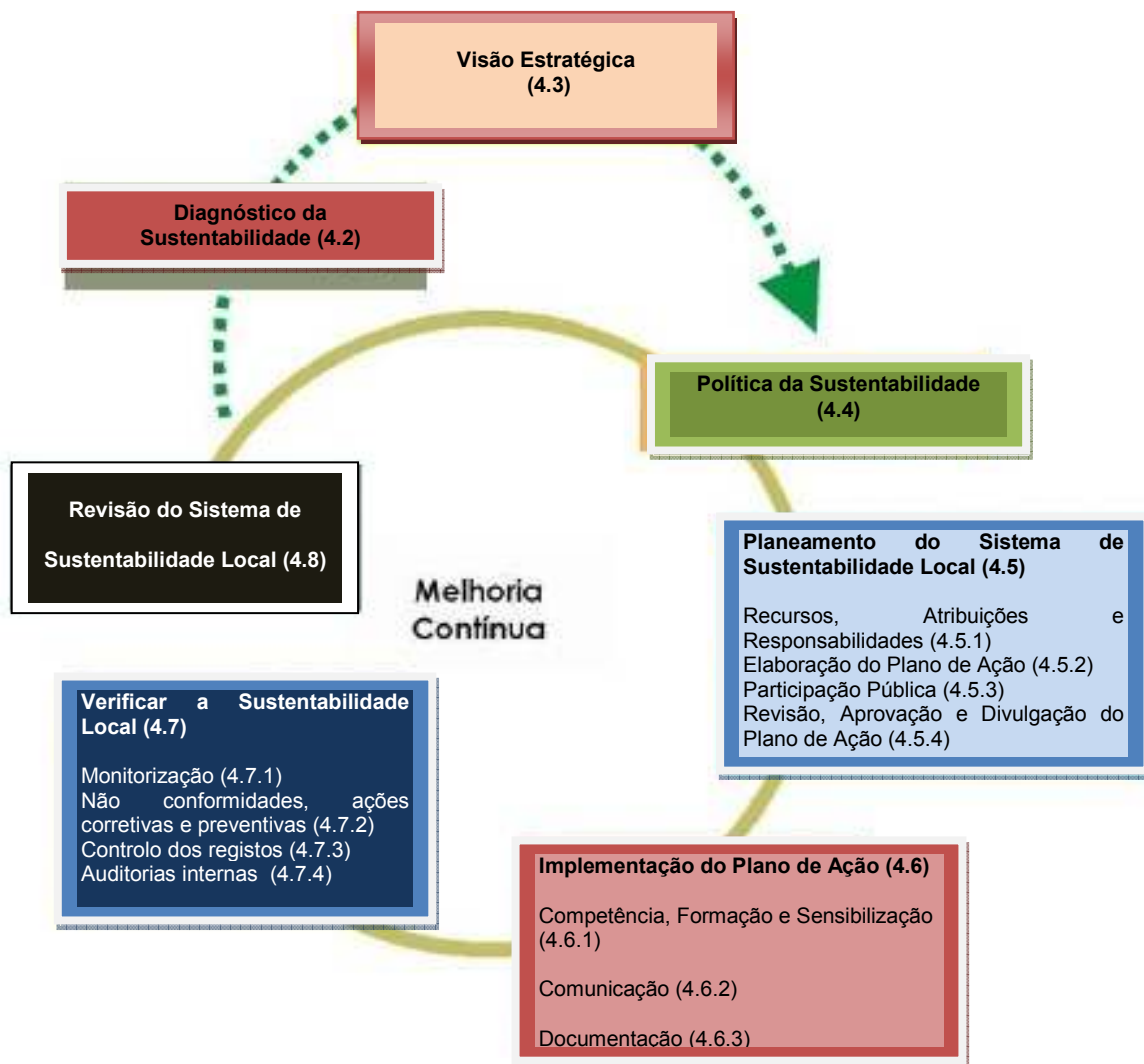 Visão Estratégica
(4.3)
Diagnóstico da
Sustentabilidade (4.2)
Política da Sustentabilidade
(4.4)
Revisão do Sistema de
Sustentabilidade Local (4.8)
Melhoria
Contínua
Planeamento do Sistema de
Sustentabilidade Local (4.5)
Recursos, Atribuições e
Responsabilidades (4.5.1)
Elaboração do Plano de Ação (4.5.2)
Participação Pública (4.5.3)
Revisão, Aprovação e Divulgação do
Plano de Ação (4.5.4)
Verificar a Sustentabilidade
Local (4.7)
Monitorização (4.7.1)
Não conformidades, ações
corretivas e preventivas (4.7.2)
Controlo dos registos (4.7.3)
Auditorias internas (4.7.4)
Implementação do Plano de Ação (4.6)
Competência, Formação e Sensibilização
(4.6.1)
Comunicação (4.6.2)
Documentação (4.6.3)